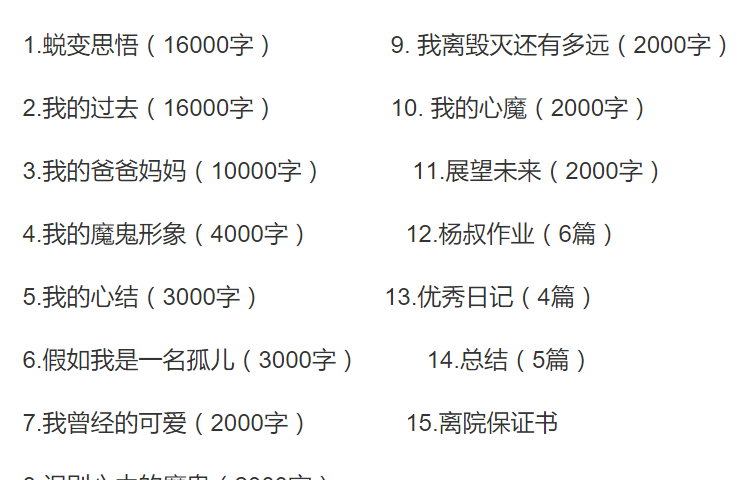 1.蜕变思悟（16000字）
9. 我离毁灭还有多远（2000字）
2.我的过去（16000字）
10. 我的心魔（2000字）
3.我的爸爸妈妈（10000字）
11.展望未来（2000字）
4.我的魔鬼形象（4000字）
12.杨叔作业（6篇）
5.我的心结（3000字）
13.优秀日记（4篇）
6.假如我是一名孤儿（3000字）
14.总结（5篇）
7.我曾经的可爱（2000字）
15.离院保证书